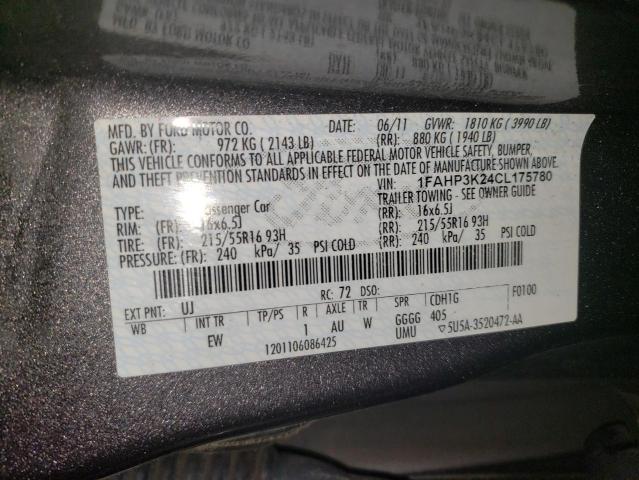 MFD. BY FORD MOTOR CO.
DATE: 06/11 GVWR: 1810 KG ( 3990 LB)
GAWR: (FR): 972 KG ( 2143 LB) (RR): 880 KG ( 1940 LB)
THIS VEHICLE CONFORMS TO ALL APPLICABLE FEDERAL MOTOR VEHICLE SAFETY, BUMPER,
AND THEFT PREVENTION STANDARDS IN EFFECT ON THE DATE OF MANUFACTURE SHOWN ABOVE.
VIN: 1FAHP3K24CL175780
TYPE: Passenger Car TRAILER TOWING - SEE OWNER GUIDE
RIM: (FR): 16x6.5J (RR): 16x6.5J
TIRE: (FR): 215/55R16 93H (RR): 215/55R16 93H
PRESSURE: (FR): 240 kPa/ 35 PSI COLD (RR): 240 kPa/ 35 PSI COLD
EXT PNT: UJ RC: 72 DSO:
WB INT TR TP/PS R AXLE TR SPR CDH1G F0100
EW 1 AU W GGGG 405
UMU ▽5U5A-3520472-AA
1201106086425